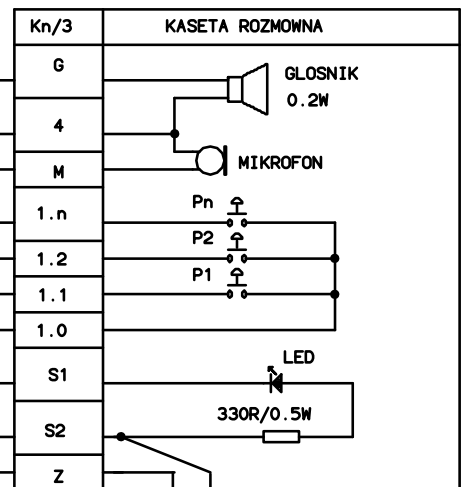 Kn/3 KASETA ROZMOWNA
G
GLOSNIK
0.2W
4
M
MIKROFON
1.n Pn
1.2 P2
1.1 P1
1.0
LED
S1
330R/0.5W
S2
Z